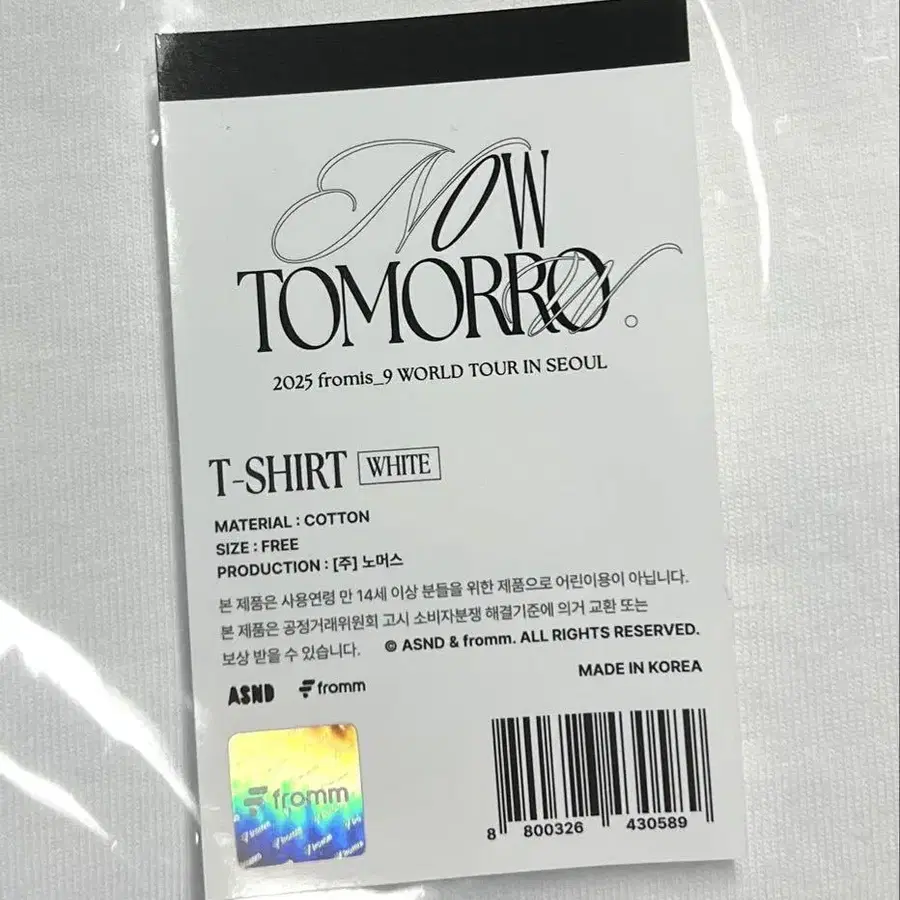 NOW
TOMORROW.
2025 fromis_9 WORLD TOUR IN SEOUL
T-SHIRT WHITE
MATERIAL : COTTON
SIZE : FREE
PRODUCTION : [주] 노머스
본 제품은 사용연령 만 14세 이상 분들을 위한 제품으로 어린이용이 아닙니다.
본 제품은 공정거래위원회 고시 소비자분쟁 해결기준에 의거 교환 또는
보상 받을 수 있습니다.
© ASND & fromm. ALL RIGHTS RESERVED.
MADE IN KOREA
ASND fromm
fromm
8 800326 430589